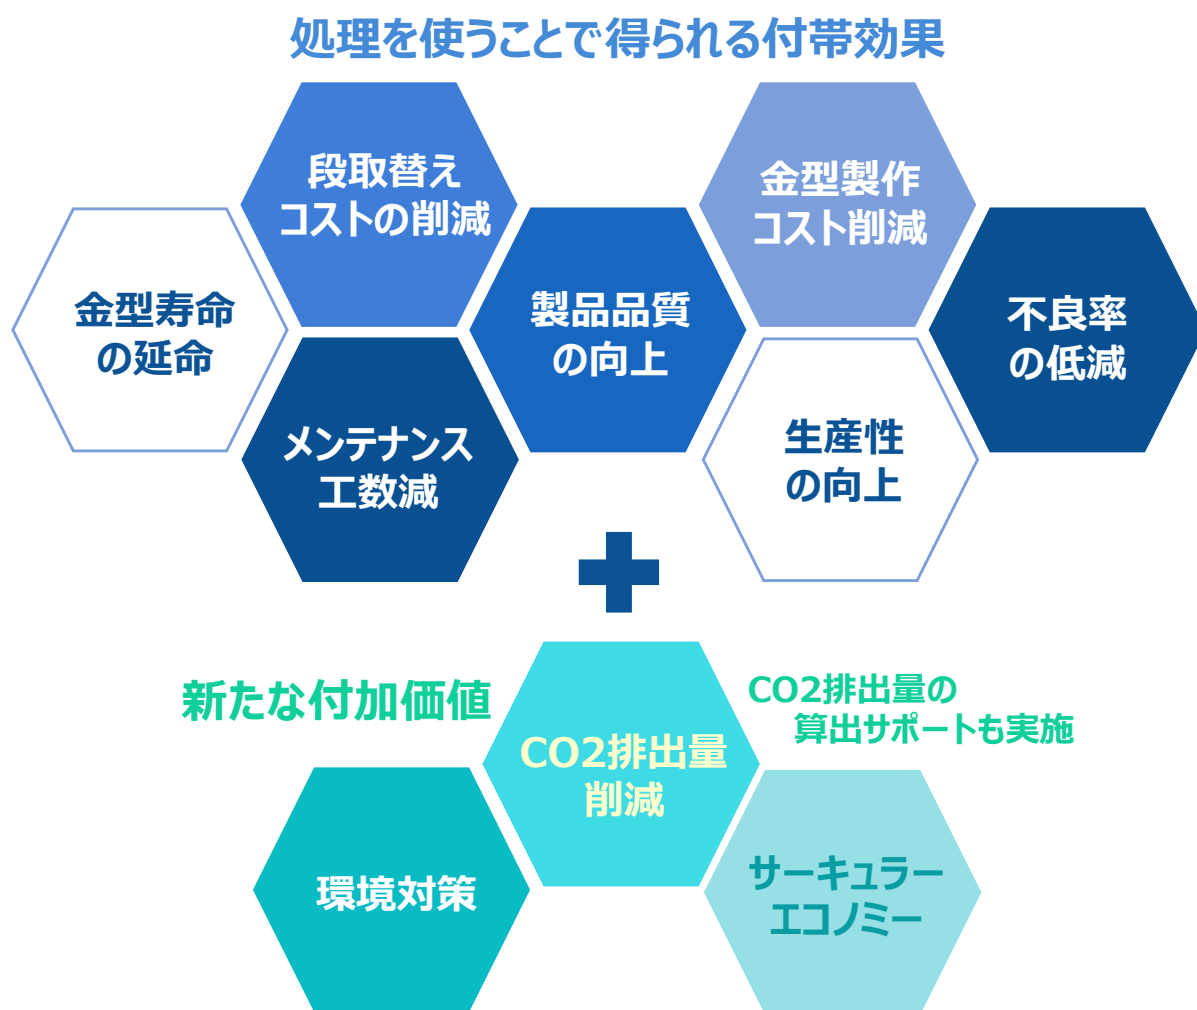 処理を使うことで得られる付帯効果
段取替え
コストの削減
金型製作
コスト削減
金型寿命
の延命
製品品質
の向上
不良率
の低減
メンテナンス
工数減
生産性
の向上
新たな付加価値
CO2排出量の
算出サポートも実施
CO2排出量
削減
環境対策
サーキュラー
エコノミー